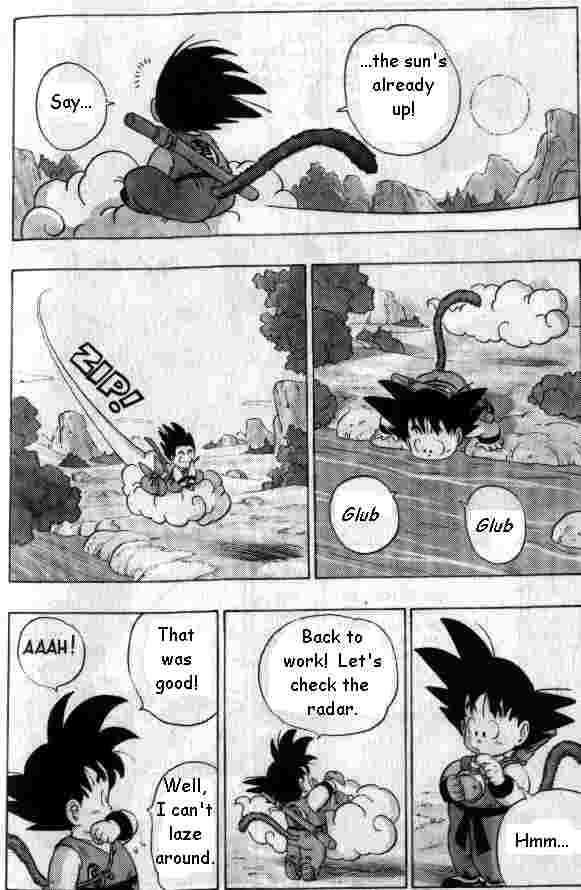 Say...
...the sun's
already
up!
ZIP!
Glub
Glub
AAAH!
That
was
good!
Well,
I can't
laze
around.
Back to
work! Let's
check the
radar.
Hmm...